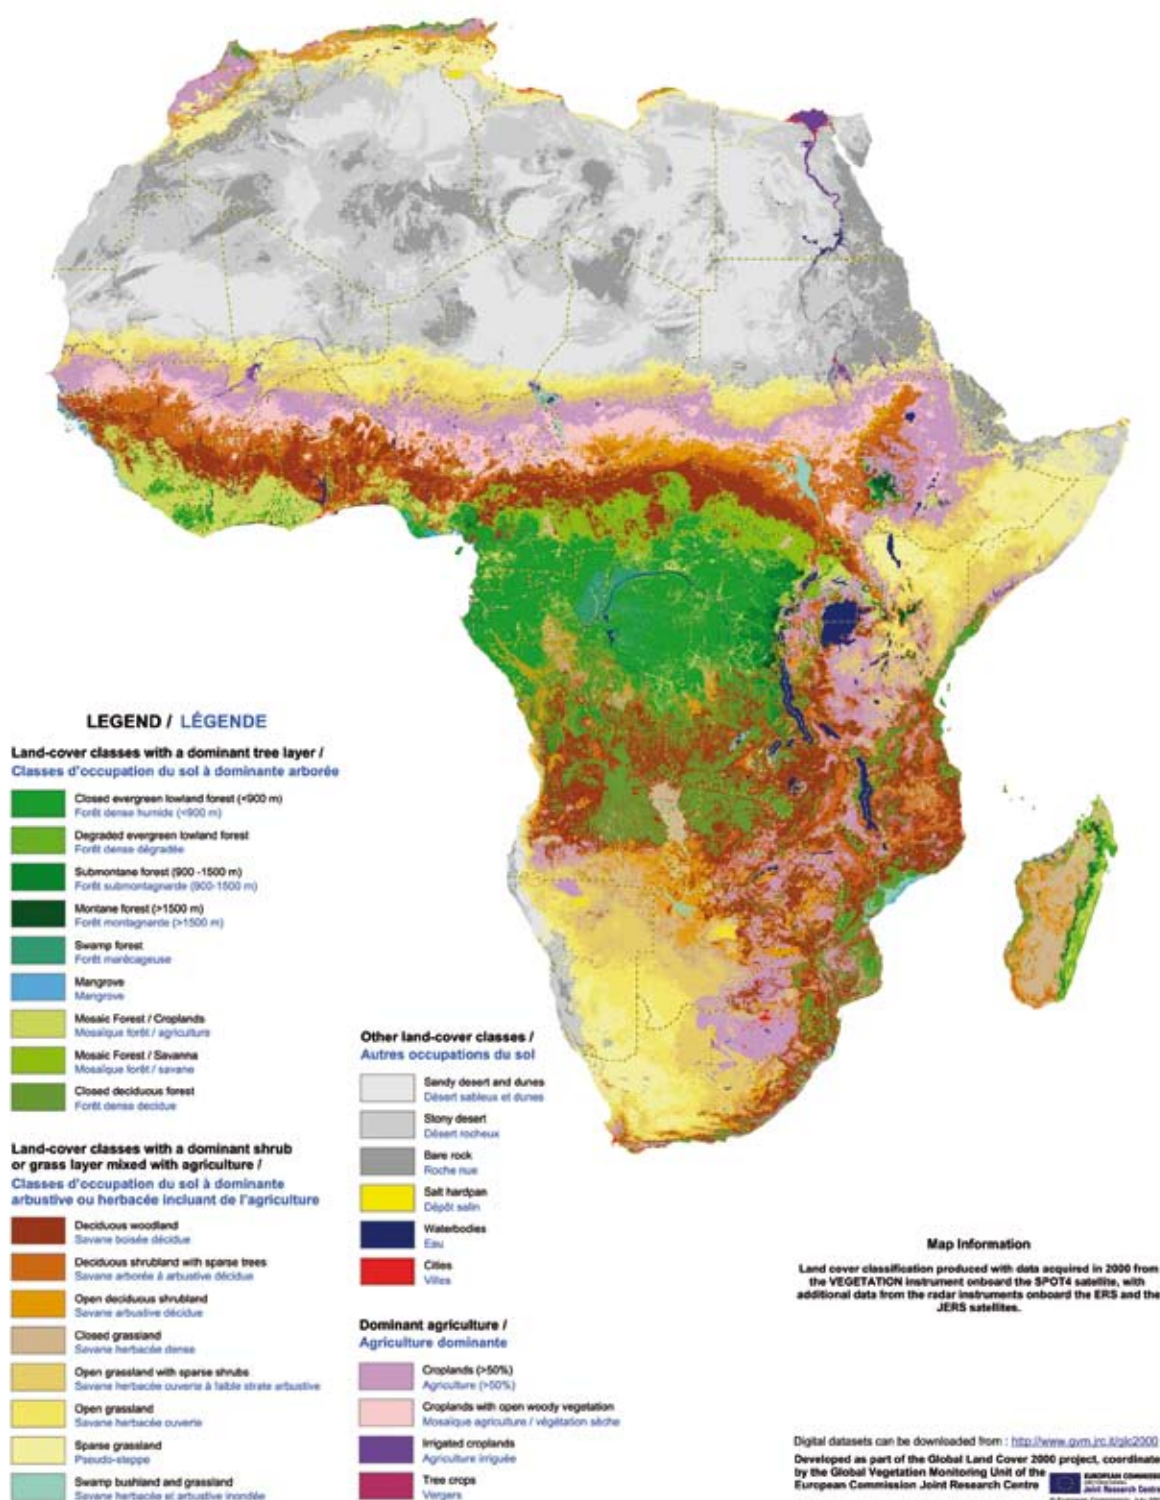 LEGEND / LÉGENDE
Land-cover classes with a dominant tree layer /
Classes d'occupation du sol à dominante arborée
Closed evergreen lowland forest (<900 m)
Forêt dense humide (<900 m)
Degraded evergreen lowland forest
Forêt dense dégradée
Submontane forest (900 -1500 m)
Forêt submontagnarde (900-1500 m)
Montane forest (>1500 m)
Forêt montagnarde (>1500 m)
Swamp forest
Forêt marécageuse
Mangrove
Mangrove
Mosaic Forest / Croplands
Mosaïque forêt / agriculture
Mosaic Forest / Savanna
Mosaïque forêt / savane
Closed deciduous forest
Forêt dense decidue
Land-cover classes with a dominant shrub
or grass layer mixed with agriculture /
Classes d'occupation du sol à dominante
arbustive ou herbacée incluant de l'agriculture
Deciduous woodland
Savane boisée décidue
Deciduous shrubland with sparse trees
Savane arborée à arbustive décidue
Open deciduous shrubland
Savane arbustive décidue
Closed grassland
Savane herbacée dense
Open grassland with sparse shrubs
Savane herbacée ouverte à faible strate arbustive
Open grassland
Savane herbacée ouverte
Sparse grassland
Pseudo-steppe
Swamp bushland and grassland
Savane herbacée et arbustive inondée
Other land-cover classes /
Autres occupations du sol
Sandy desert and dunes
Désert sableux et dunes
Stony desert
Désert rocheux
Bare rock
Roche nue
Salt hardpan
Dépôt salin
Waterbodies
Eau
Cities
Villes
Dominant agriculture /
Agriculture dominante
Croplands (>50%)
Agriculture (>50%)
Croplands with open woody vegetation
Mosaïque agriculture / végétation sèche
Irrigated croplands
Agriculture irriguée
Tree crops
Vergers
Map Information
Land cover classification produced with data acquired in 2000 from
the VEGETATION instrument onboard the SPOT4 satellite, with
additional data from the radar instruments onboard the ERS and the
JERS satellites.
Digital datasets can be downloaded from : http://www.gvm.jrc.it/glc2000
Developed as part of the Global Land Cover 2000 project, coordinate
by the Global Vegetation Monitoring Unit of the
European Commission Joint Research Centre
EUROPEAN COMMISS
Joint Research Centre